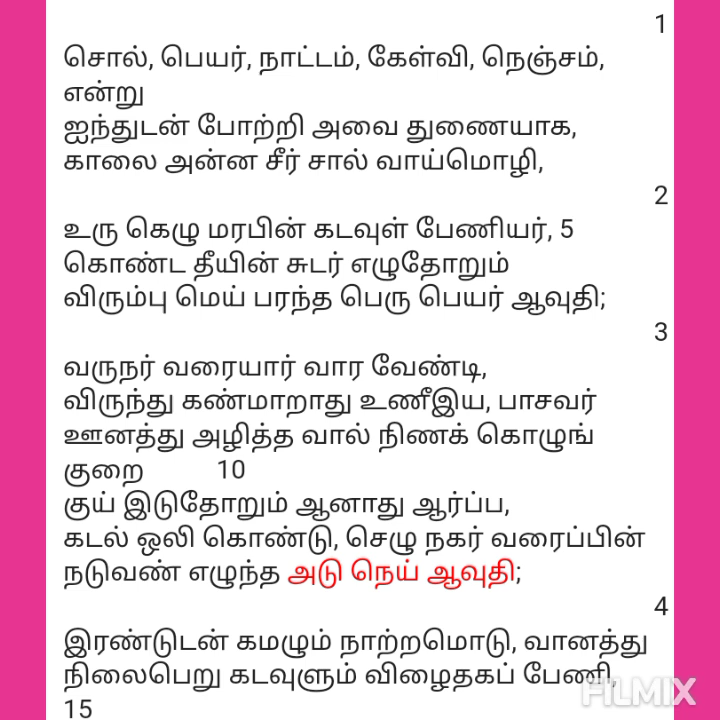 1
சொல், பெயர், நாட்டம், கேள்வி, நெஞ்சம்,
என்று
ஐந்துடன் போற்றி அவை துணையாக,
காலை அன்ன சீர் சால் வாய்மொழி,
2
உரு கெழு மரபின் கடவுள் பேணியர், 5
கொண்ட தீயின் சுடர் எழுதோறும்
விரும்பு மெய் பரந்த பெரு பெயர் ஆவுதி;
3
வருநர் வரையார் வார வேண்டி,
விருந்து கண்மாறாது உணீஇய, பாசவர்
ஊனத்து அழித்த வால் நிணக் கொழுங்
குறை 10
குய் இடுதோறும் ஆனாது ஆர்ப்ப,
கடல் ஒலி கொண்டு, செழு நகர் வரைப்பின்
நடுவண் எழுந்த அடு நெய் ஆவுதி;
4
இரண்டுடன் கமழும் நாற்றமொடு, வானத்து
நிலைபெறு கடவுளும் விழைதகப் பேணி,
15
FILMIX